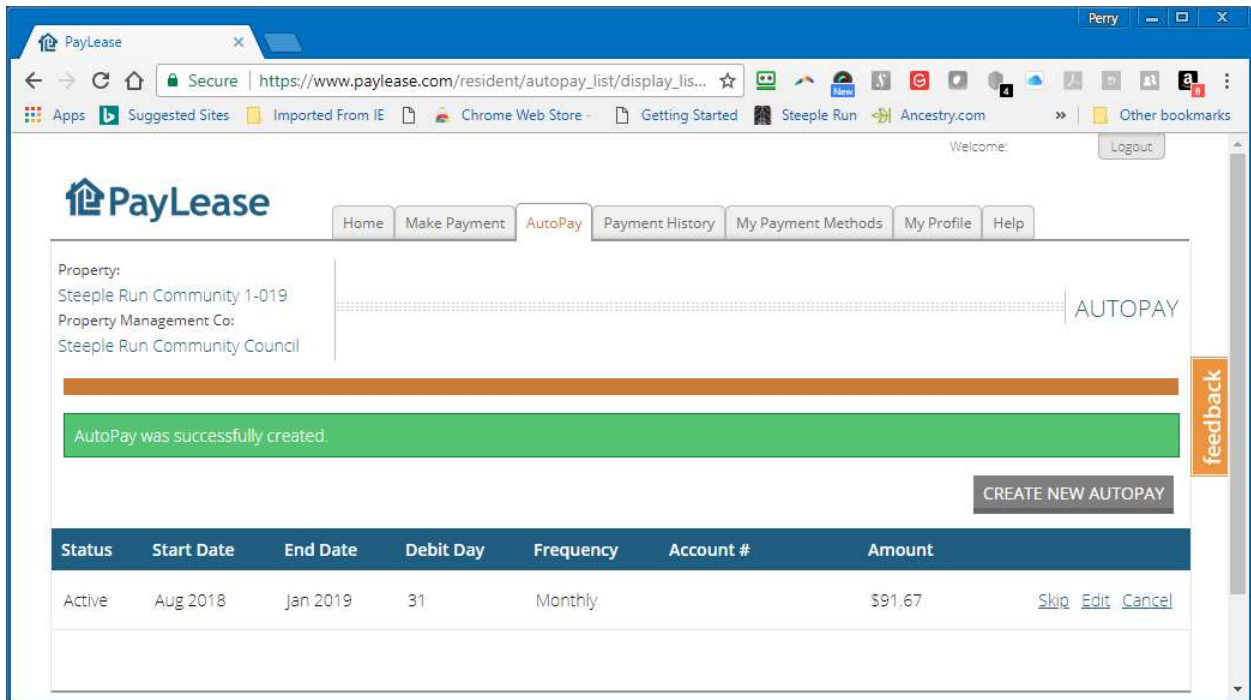 Perry
PayLease
Secure | https://www.paylease.com/resident/autopay_list/display_lis...
New
4
8
Apps Suggested Sites Imported From IE Chrome Web Store - Getting Started Steeple Run Ancestry.com » Other bookmarks
Welcome: Logout
PayLease
Home Make Payment AutoPay Payment History My Payment Methods My Profile Help
Property:
Steeple Run Community 1-019
Property Management Co:
Steeple Run Community Council
AUTOPAY
feedback
AutoPay was successfully created.
CREATE NEW AUTOPAY
Status Start Date End Date Debit Day Frequency Account # Amount
Active Aug 2018 Jan 2019 31 Monthly $91.67 Skip Edit Cancel